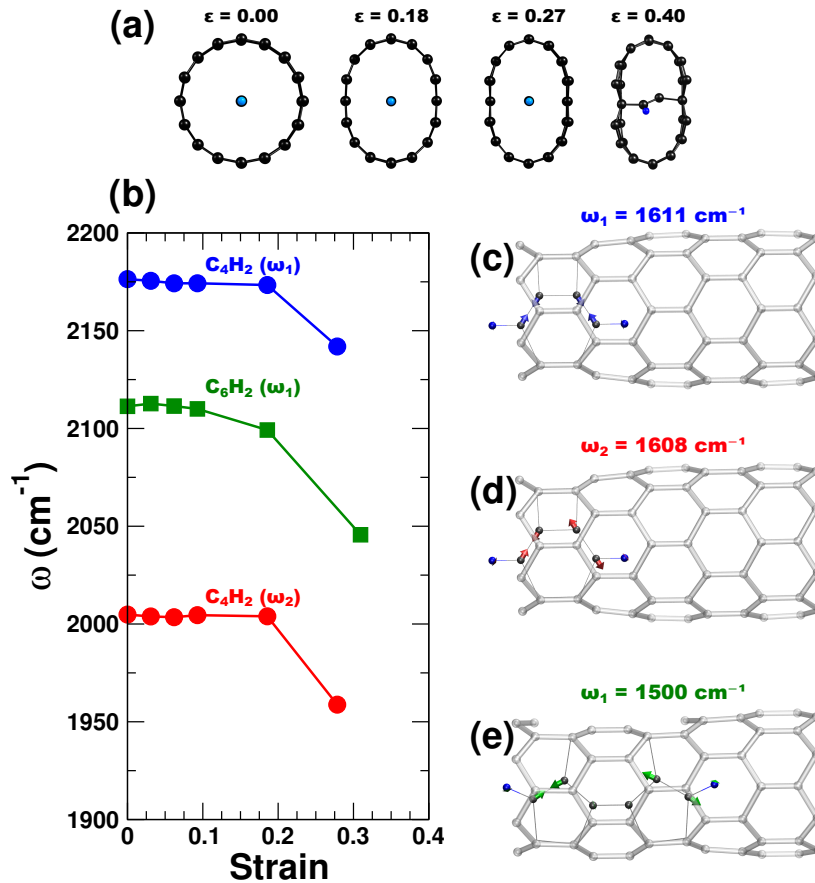 (a)
ε = 0.00
ε = 0.18
ε = 0.27
ε = 0.40
(b)
2200
2150
2100
2050
2000
1950
1900
ω (cm⁻¹)
C₄H₂ (ω₁)
C₆H₂ (ω₁)
C₄H₂ (ω₂)
0
0.1
0.2
0.3
0.4
Strain
ω₁ = 1611 cm⁻¹
(c)
ω₂ = 1608 cm⁻¹
(d)
ω₁ = 1500 cm⁻¹
(e)